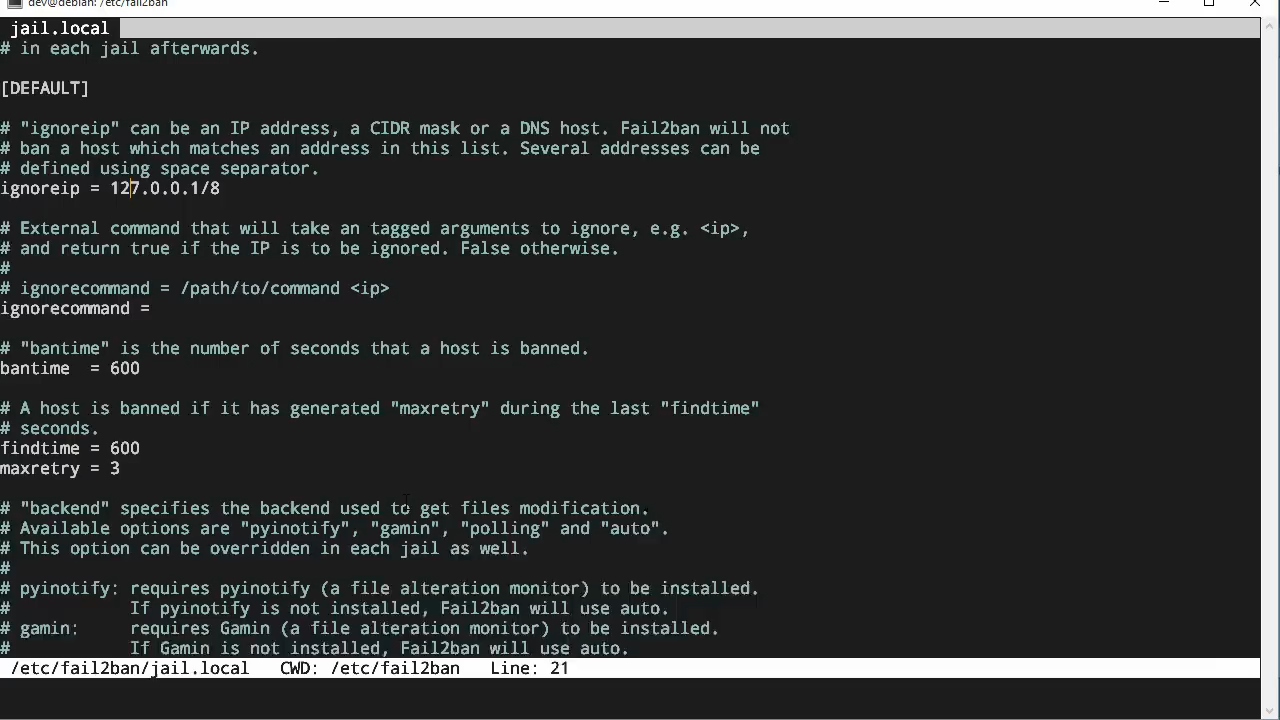 dev@debian: /etc/fail2ban
jail.local
# in each jail afterwards.
[DEFAULT]
# "ignoreip" can be an IP address, a CIDR mask or a DNS host. Fail2ban will not
# ban a host which matches an address in this list. Several addresses can be
# defined using space separator.
ignoreip = 127.0.0.1/8
# External command that will take an tagged arguments to ignore, e.g. <ip>,
# and return true if the IP is to be ignored. False otherwise.
#
# ignorecommand = /path/to/command <ip>
ignorecommand =
# "bantime" is the number of seconds that a host is banned.
bantime  = 600
# A host is banned if it has generated "maxretry" during the last "findtime"
# seconds.
findtime = 600
maxretry = 3
# "backend" specifies the backend used to get files modification.
# Available options are "pyinotify", "gamin", "polling" and "auto".
# This option can be overridden in each jail as well.
#
# pyinotify: requires pyinotify (a file alteration monitor) to be installed.
#            If pyinotify is not installed, Fail2ban will use auto.
# gamin:     requires Gamin (a file alteration monitor) to be installed.
#            If Gamin is not installed, Fail2ban will use auto.
/etc/fail2ban/jail.local   CWD: /etc/fail2ban   Line: 21